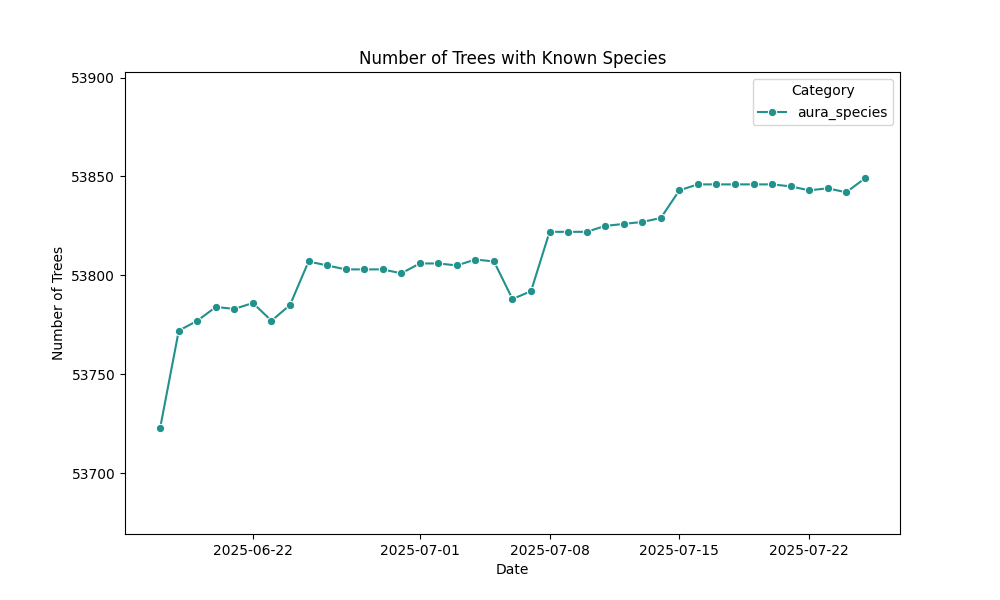 Number of Trees with Known Species
Category
aura_species
Number of Trees
53900
53850
53800
53750
53700
2025-06-22
2025-07-01
2025-07-08
2025-07-15
2025-07-22
Date